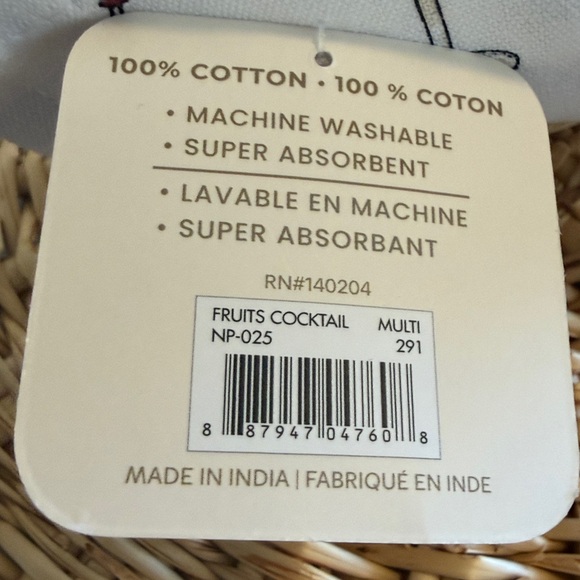 100% COTTON • 100 % COTON
• MACHINE WASHABLE
• SUPER ABSORBENT
• LAVABLE EN MACHINE
• SUPER ABSORBANT
RN#140204
FRUITS COCKTAIL MULTI
NP-025 291
8 87947 04760 8
MADE IN INDIA | FABRIQUÉ EN INDE